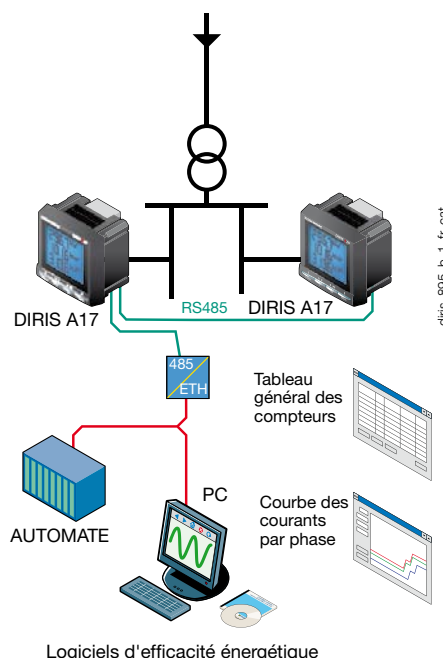 DIRIS A17
RS485
DIRIS A17
diris_895_b_1_fr_cat
485
ETH
Tableau
général des
compteurs
AUTOMATE
PC
Courbe des
courants
par phase
Logiciels d'efficacité énergétique